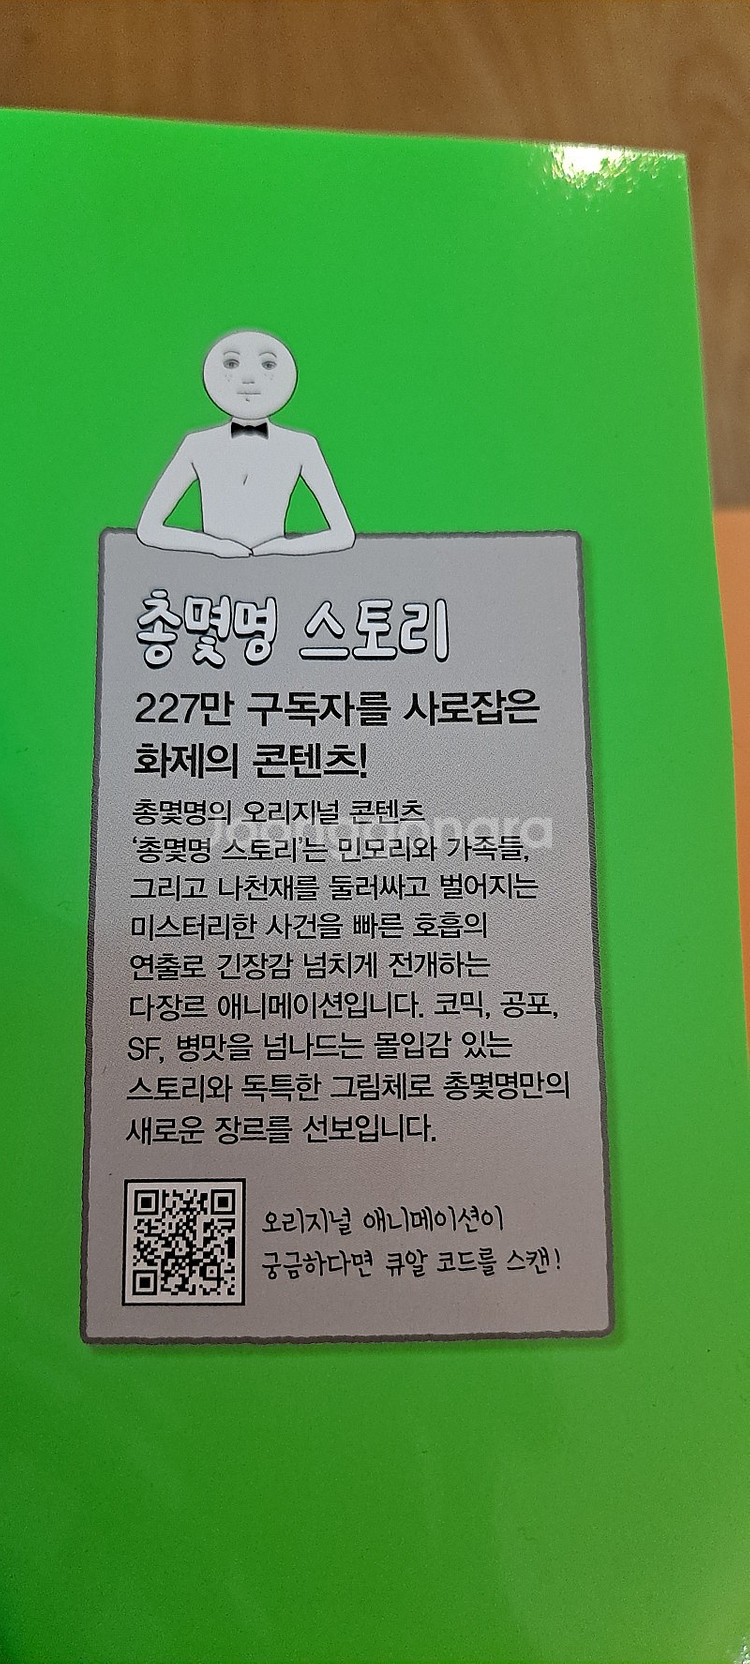 총몇명 스토리
227만 구독자를 사로잡은
화제의 콘텐츠!
총몇명의 오리지널 콘텐츠
'총몇명 스토리'는 민모리와 가족들,
그리고 나천재를 둘러싸고 벌어지는
미스터리한 사건을 빠른 호흡의
연출로 긴장감 넘치게 전개하는
다장르 애니메이션입니다. 코믹, 공포,
SF, 병맛을 넘나드는 몰입감 있는
스토리와 독특한 그림체로 총몇명만의
새로운 장르를 선보입니다.
오리지널 애니메이션이
궁금하다면 큐알 코드를 스캔!
Joonggonara